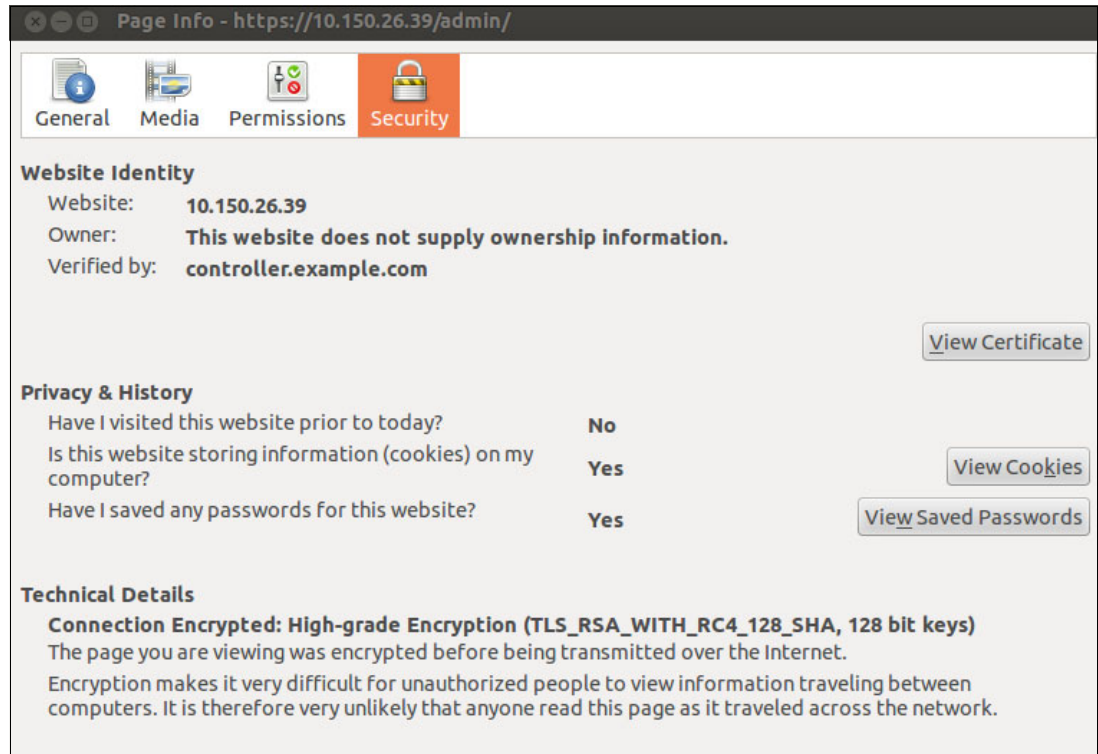 Page Info - https://10.150.26.39/admin/
General Media Permissions Security
Website Identity
Website: 10.150.26.39
Owner: This website does not supply ownership information.
Verified by: controller.example.com
View Certificate
Privacy & History
Have I visited this website prior to today? No
Is this website storing information (cookies) on my
computer? Yes View Cookies
Have I saved any passwords for this website? Yes View Saved Passwords
Technical Details
Connection Encrypted: High-grade Encryption (TLS_RSA_WITH_RC4_128_SHA, 128 bit keys)
The page you are viewing was encrypted before being transmitted over the Internet.
Encryption makes it very difficult for unauthorized people to view information traveling between
computers. It is therefore very unlikely that anyone read this page as it traveled across the network.